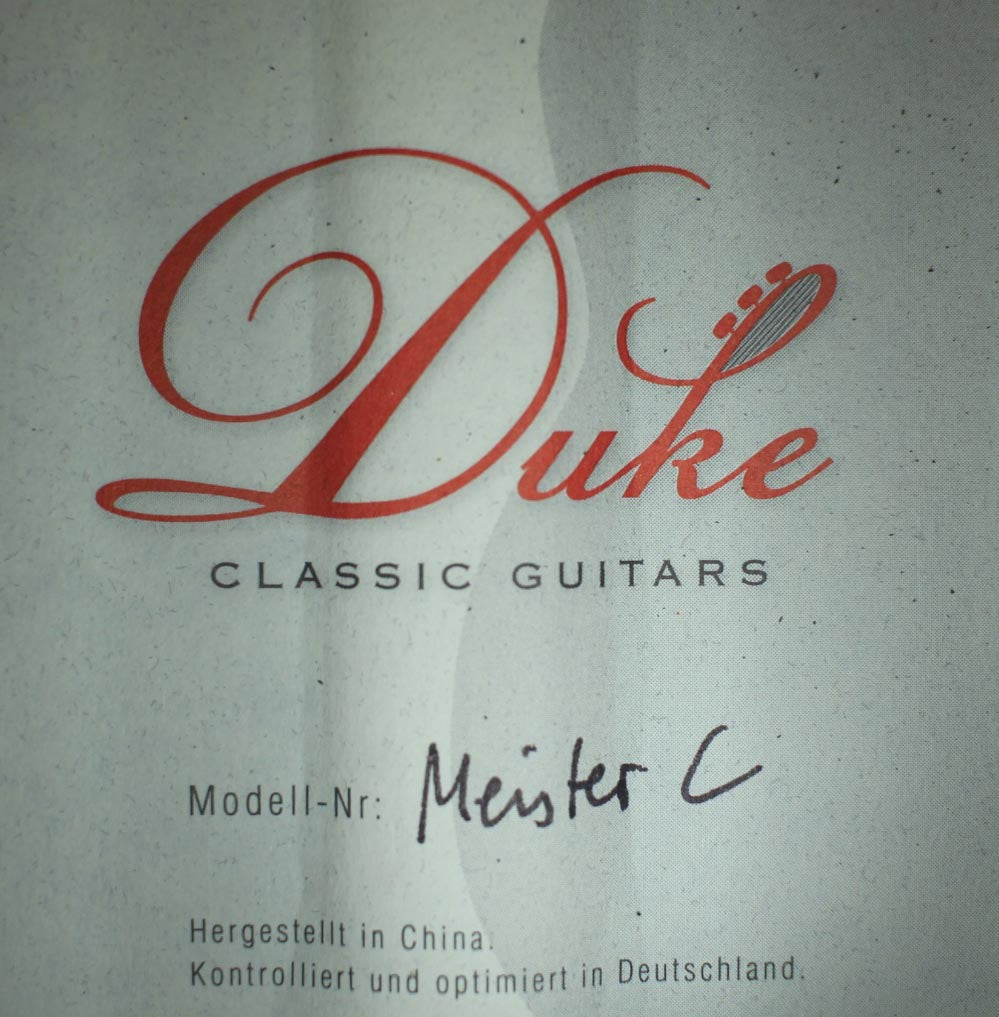 Duke
CLASSIC GUITARS
Modell-Nr: Meister C
Hergestellt in China.
Kontrolliert und optimiert in Deutschland.